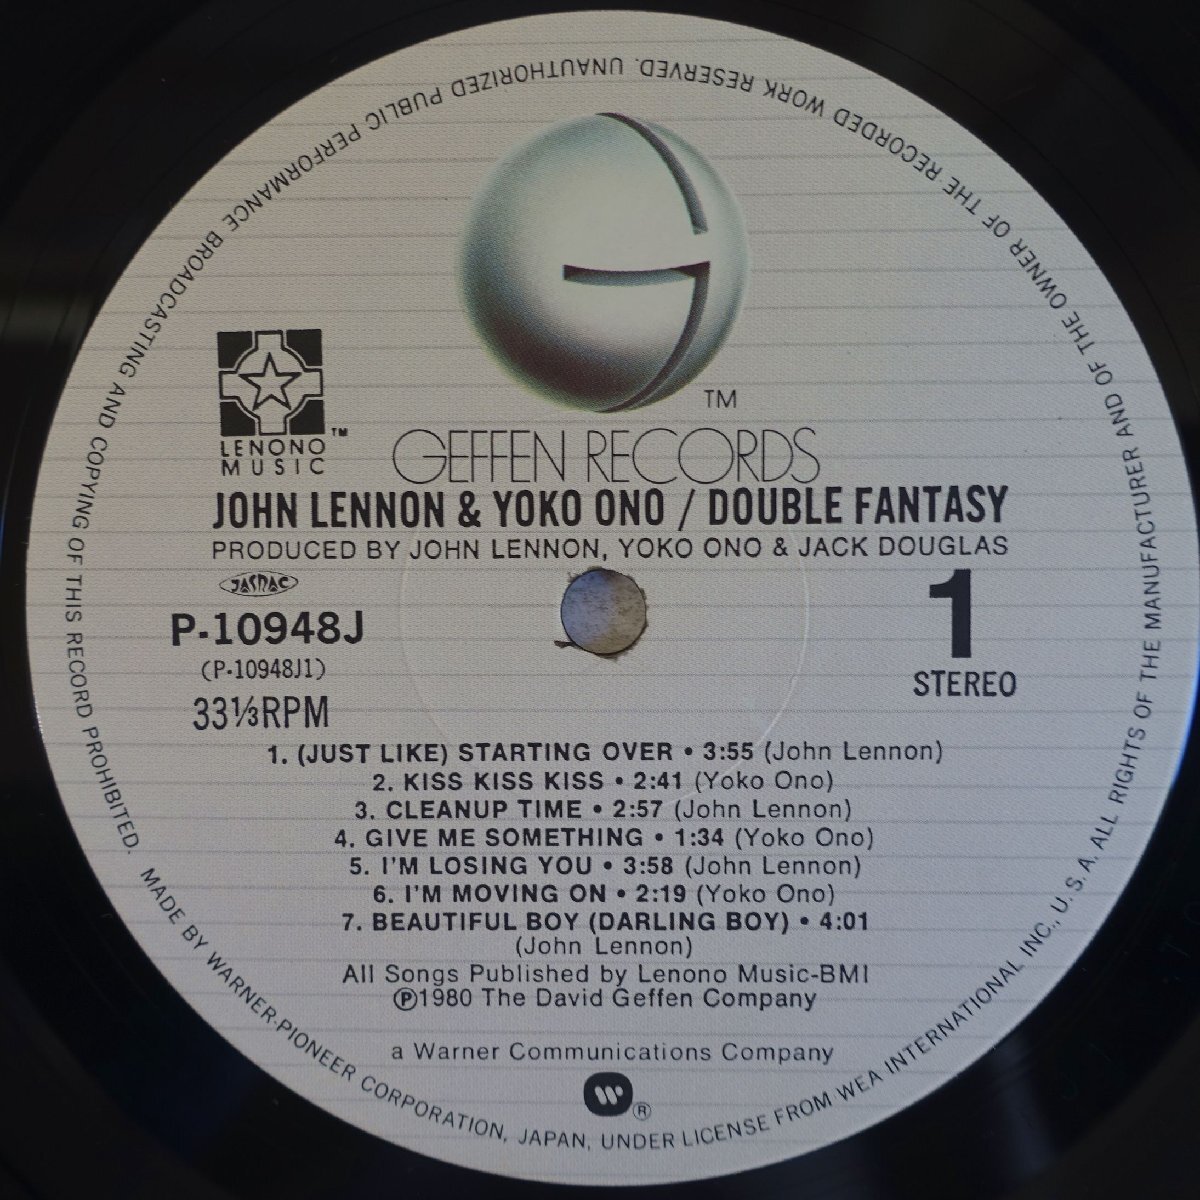 TM
LENONO™
MUSIC
GEFFEN RECORDS
JOHN LENNON & YOKO ONO / DOUBLE FANTASY
PRODUCED BY JOHN LENNON, YOKO ONO & JACK DOUGLAS
JASRAC
P-10948J
(P-10948J1)
33⅓RPM
1
STEREO
1. (JUST LIKE) STARTING OVER • 3:55 (John Lennon)
2. KISS KISS KISS • 2:41 (Yoko Ono)
3. CLEANUP TIME • 2:57 (John Lennon)
4. GIVE ME SOMETHING • 1:34 (Yoko Ono)
5. I'M LOSING YOU • 3:58 (John Lennon)
6. I'M MOVING ON • 2:19 (Yoko Ono)
7. BEAUTIFUL BOY (DARLING BOY) • 4:01
(John Lennon)
All Songs Published by Lenono Music-BMI
℗1980 The David Geffen Company
a Warner Communications Company
W®
MADE BY WARNER-PIONEER CORPORATION, JAPAN, UNDER LICENSE FROM WEA INTERNATIONAL INC., U.S.A. ALL RIGHTS OF THE MANUFACTURER AND OF THE OWNER OF THE RECORDED WORK RESERVED. UNAUTHORIZED PUBLIC PERFORMANCE BROADCASTING AND COPYING OF THIS RECORD PROHIBITED.